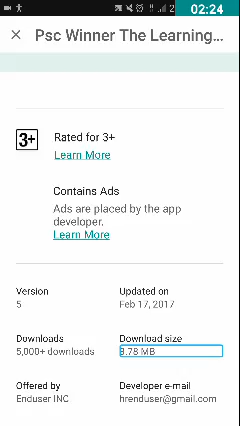 2 02:24
Psc Winner The Learning...
3+
Rated for 3+
Learn More
Contains Ads
Ads are placed by the app
developer.
Learn More
Version
5
Updated on
Feb 17, 2017
Downloads
5,000+ downloads
Download size
3.78 MB
Offered by
Enduser INC
Developer e-mail
hrenduser@gmail.com